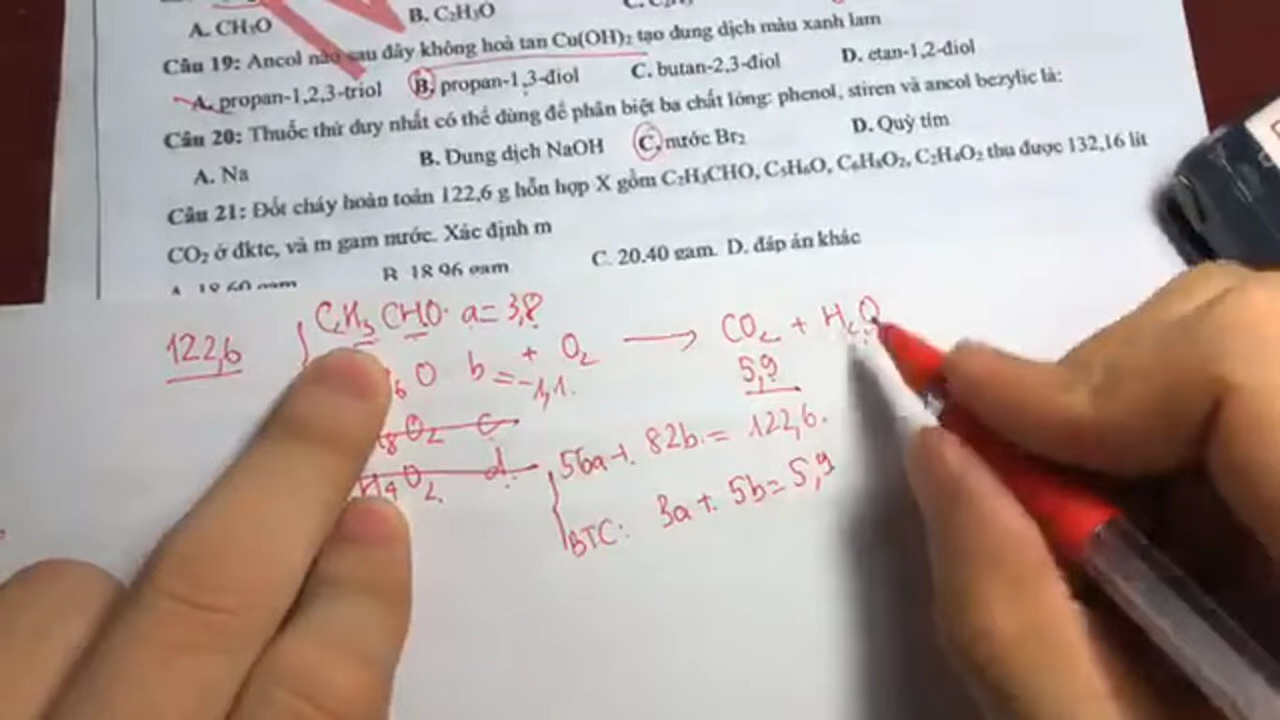 A. CH₃O B. C₂H₃O
Câu 19: Ancol nào sau đây không hoà tan Cu(OH)₂ tạo dung dịch màu xanh lam
A. propan-1,2,3-triol B. propan-1,3-điol C. butan-2,3-điol D. etan-1,2-điol
Câu 20: Thuốc thử duy nhất có thể dùng để phân biệt ba chất lỏng: phenol, stiren và ancol bezylic là:
A. Na B. Dung dịch NaOH C. nước Br₂ D. Quỳ tím
Câu 21: Đốt cháy hoàn toàn 122,6 g hỗn hợp X gồm C₂H₃CHO, C₅H₆O, C₆H₈O₂, C₂H₄O₂ thu được 132,16 lít
CO₂ ở đktc, và m gam nước. Xác định m
B 18.96 gam C. 20.40 gam. D. đáp án khác
122,6 C₂H₃ CHO. a = 3,8
₆ O b = -1,1. + O₂ → CO₂ + H₂O
5,9
₈O₂ c
H₄O₂ d
56a + 82b = 122,6.
BTC: 3a + 5b = 5,9